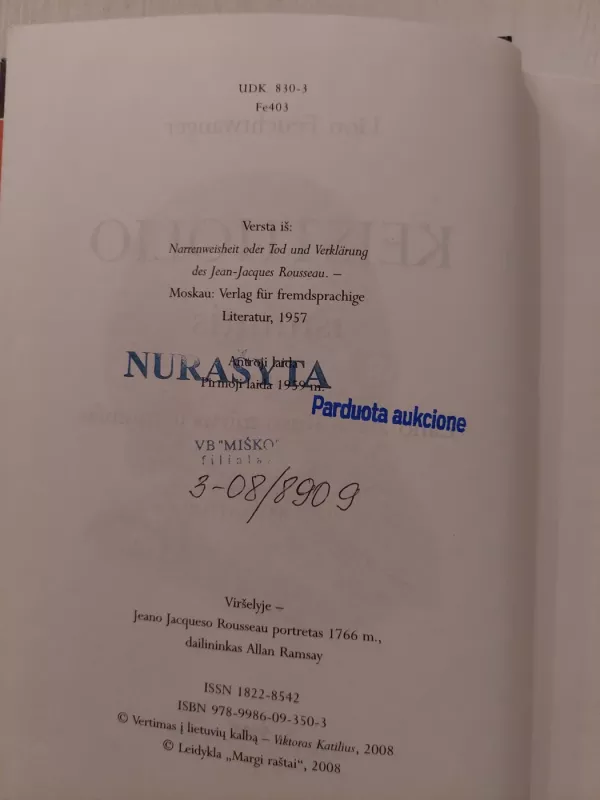 UDK 830-3
Fe403
Lion Feuchtwanger
Versta iš:
Narrenweisheit oder Tod und Verklärung
des Jean-Jacques Rousseau. –
Moskau: Verlag für fremdsprachige
Literatur, 1957
Antroji laida
NURAŠYTA
Pirmoji laida 1959 m.
Parduota aukcione
VB "MIŠKO"
filialas
3-08/8909
Viršelyje –
Jeano Jacqueso Rousseau portretas 1766 m.,
dailininkas Allan Ramsay
ISSN 1822-8542
ISBN 978-9986-09-350-3
© Vertimas į lietuvių kalbą – Viktoras Katilius, 2008
© Leidykla „Margi raštai“, 2008